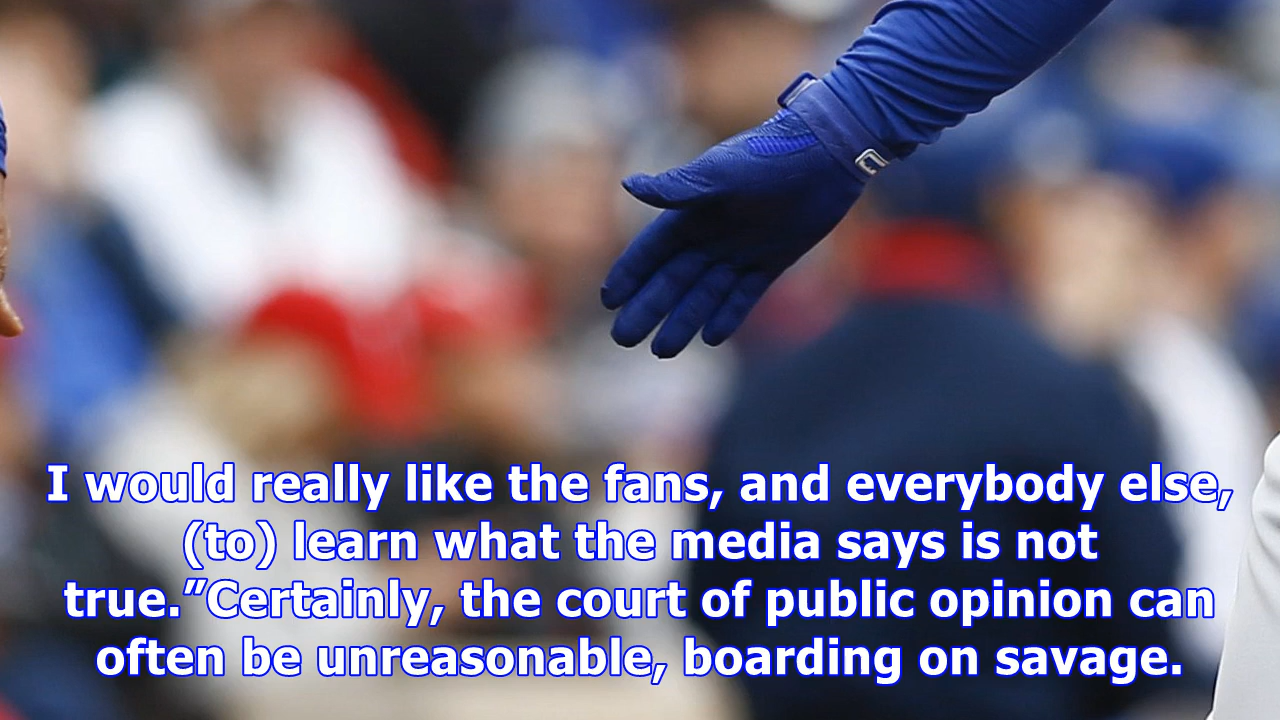 I would really like the fans, and everybody else,
(to) learn what the media says is not
true.”Certainly, the court of public opinion can
often be unreasonable, boarding on savage.